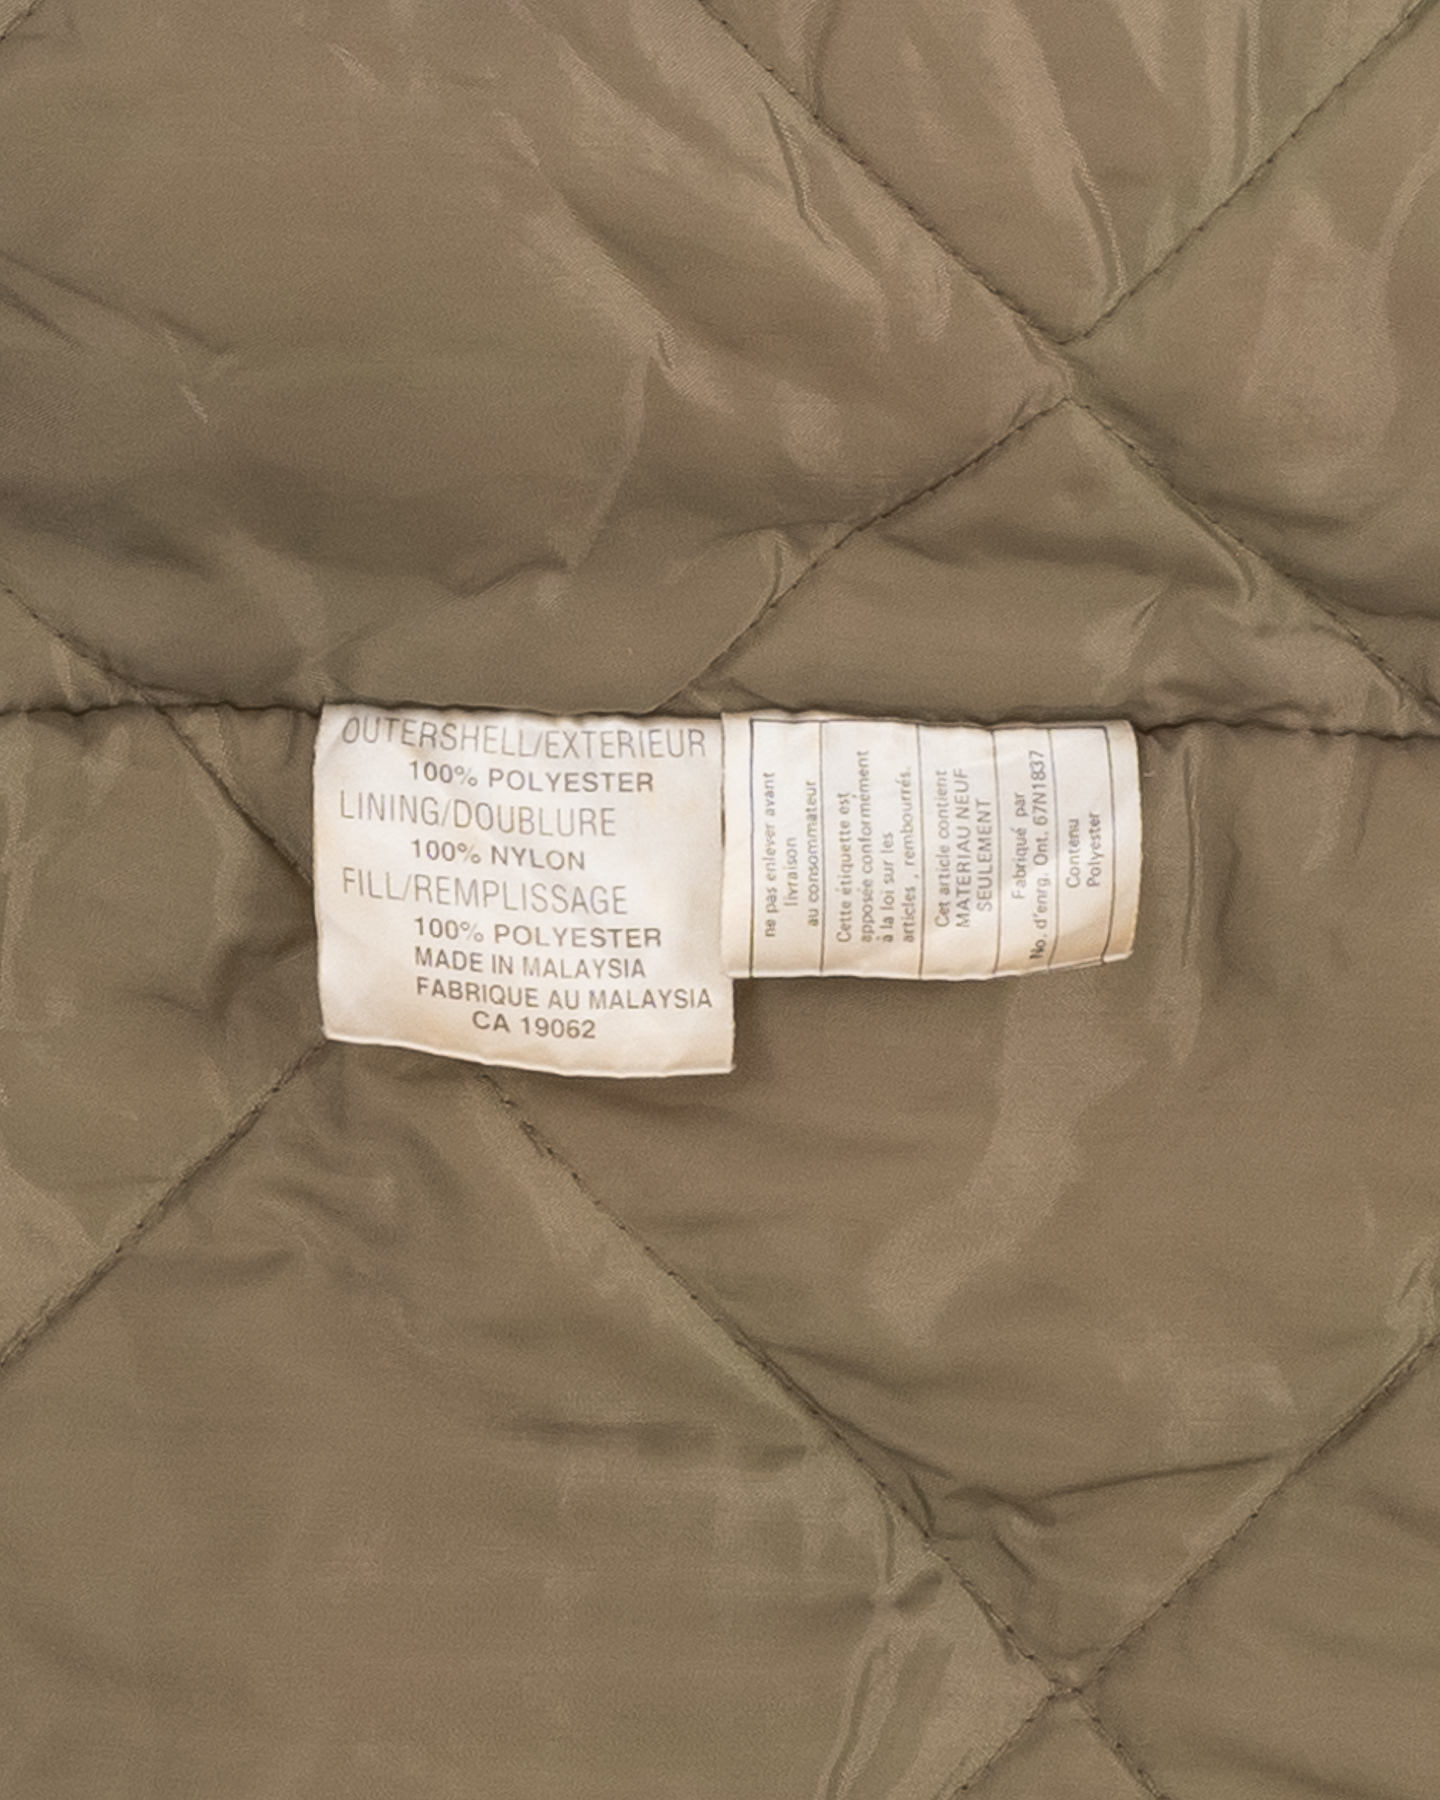 OUTERSHELL/EXTERIEUR
100% POLYESTER
LINING/DOUBLURE
100% NYLON
FILL/REMPLISSAGE
100% POLYESTER
MADE IN MALAYSIA
FABRIQUE AU MALAYSIA
CA 19062
ne pas enlever avant
livraison
au consommateur
Cette étiquette est
apposée conformément
à la loi sur les
articles , rembourrés.
Cet article contient
MATERIAU NEUF
SEULEMENT
Fabriqué par
No. d'enrg. Ont. 67N1837
Contenu
Polyester